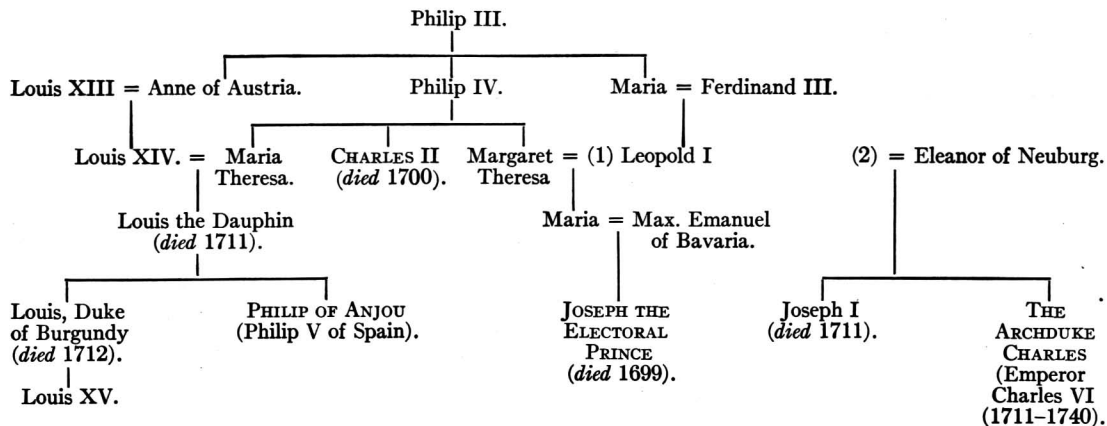 Philip III.
Louis XIII = Anne of Austria.
Philip IV.
Maria = Ferdinand III.
Louis XIV. = Maria
Theresa.
CHARLES II
(died 1700).
Margaret = (1) Leopold I
Theresa
(2) = Eleanor of Neuburg.
Louis the Dauphin
(died 1711).
Maria = Max. Emanuel
of Bavaria.
Louis, Duke
of Burgundy
(died 1712).
PHILIP OF ANJOU
(Philip V of Spain).
JOSEPH THE
ELECTORAL
PRINCE
(died 1699).
Joseph I
(died 1711).
THE
ARCHDUKE
CHARLES
(Emperor
Charles VI
(1711–1740).
Louis XV.